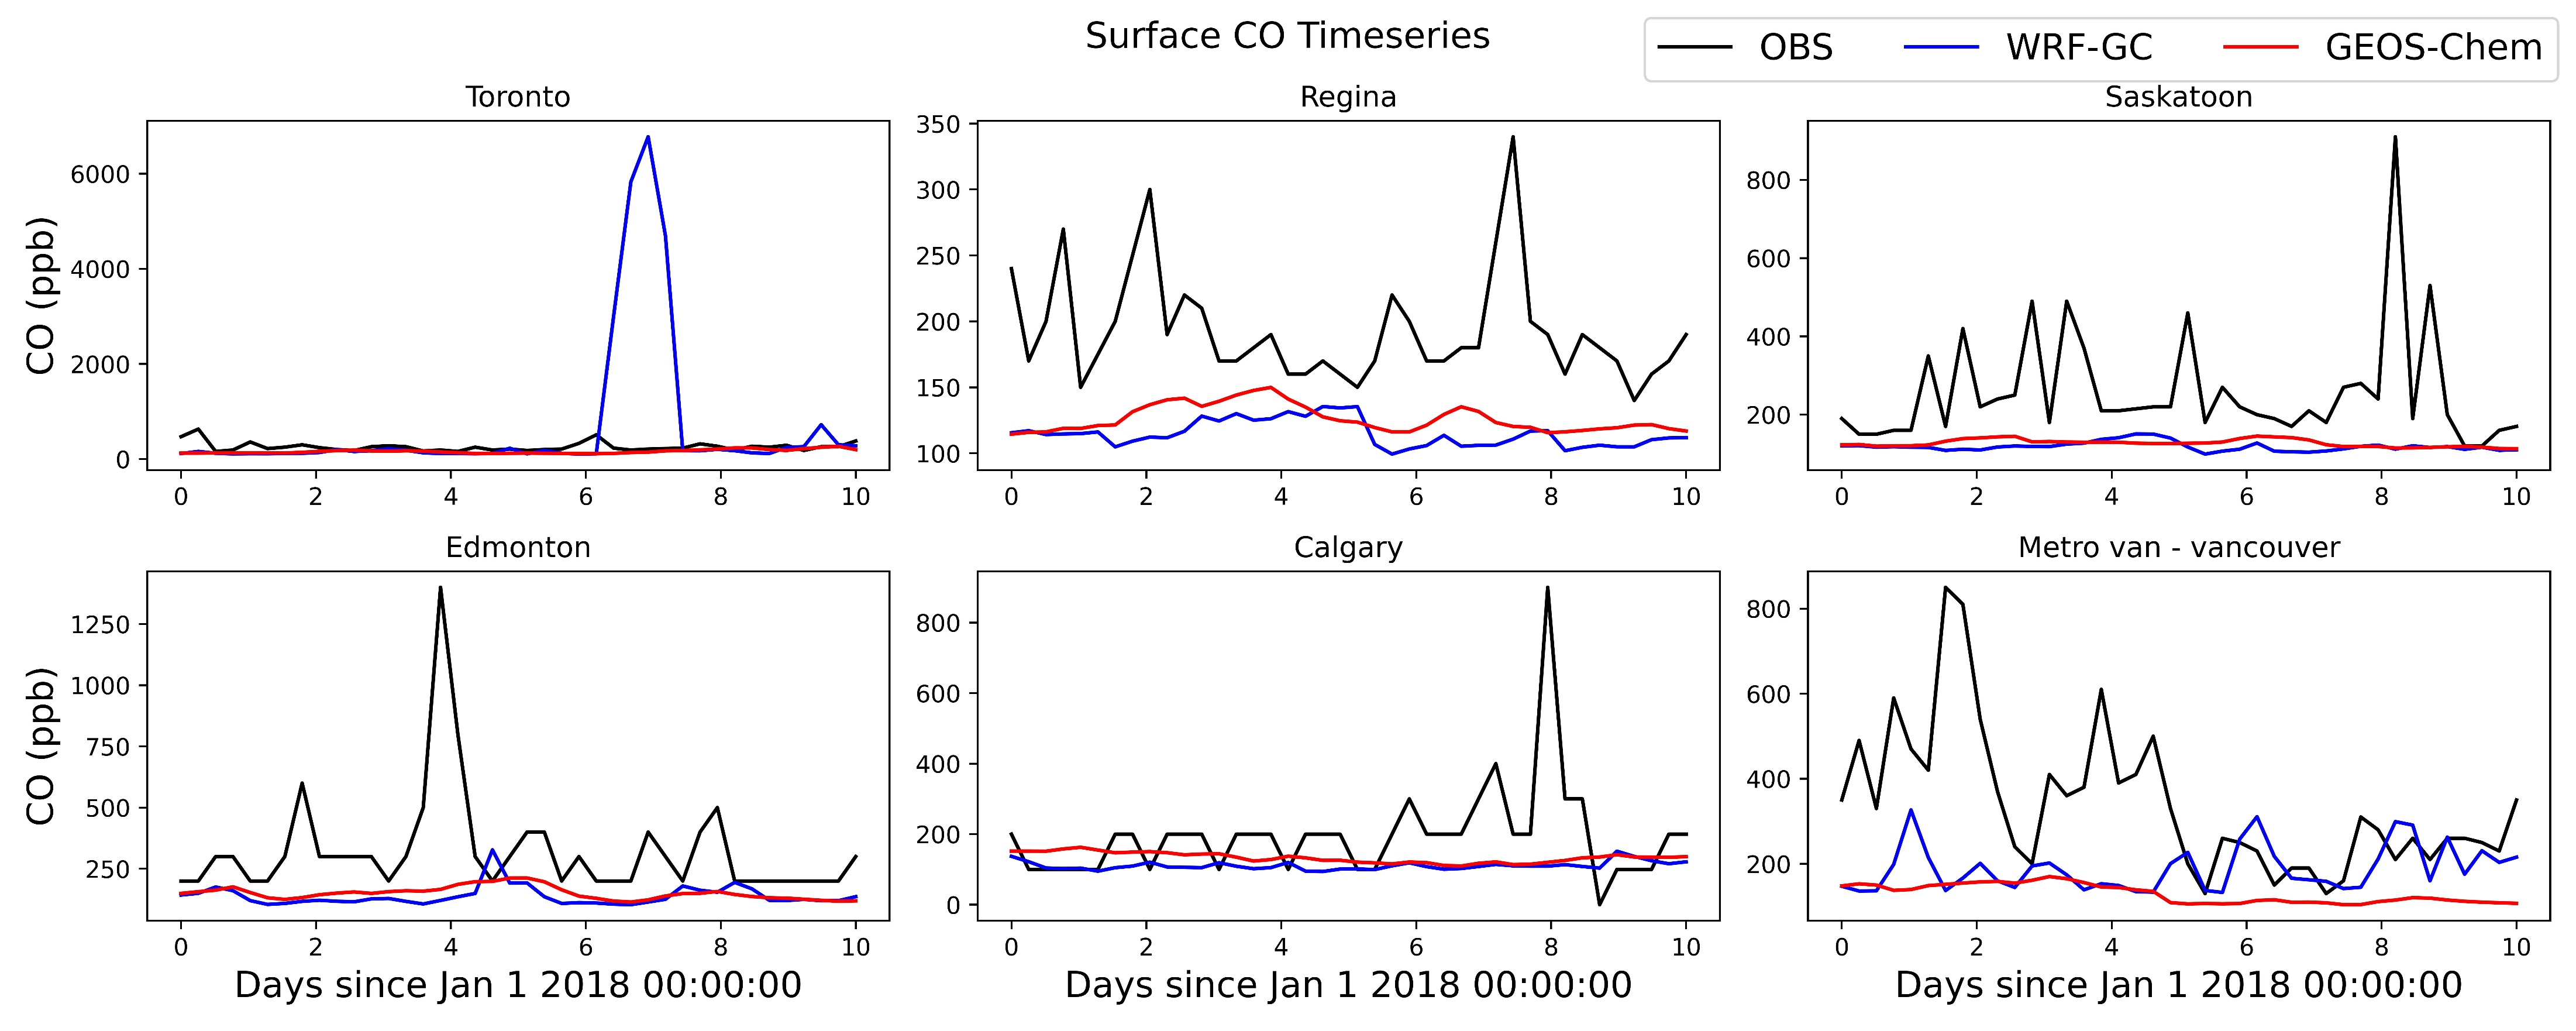 Surface CO Timeseries
OBS WRF-GC GEOS-Chem
Toronto
CO (ppb)
6000
4000
2000
0
0 2 4 6 8 10
Regina
350
300
250
200
150
100
0 2 4 6 8 10
Saskatoon
800
600
400
200
0 2 4 6 8 10
Edmonton
CO (ppb)
1250
1000
750
500
250
0 2 4 6 8 10
Days since Jan 1 2018 00:00:00
Calgary
800
600
400
200
0
0 2 4 6 8 10
Days since Jan 1 2018 00:00:00
Metro van - vancouver
800
600
400
200
0 2 4 6 8 10
Days since Jan 1 2018 00:00:00